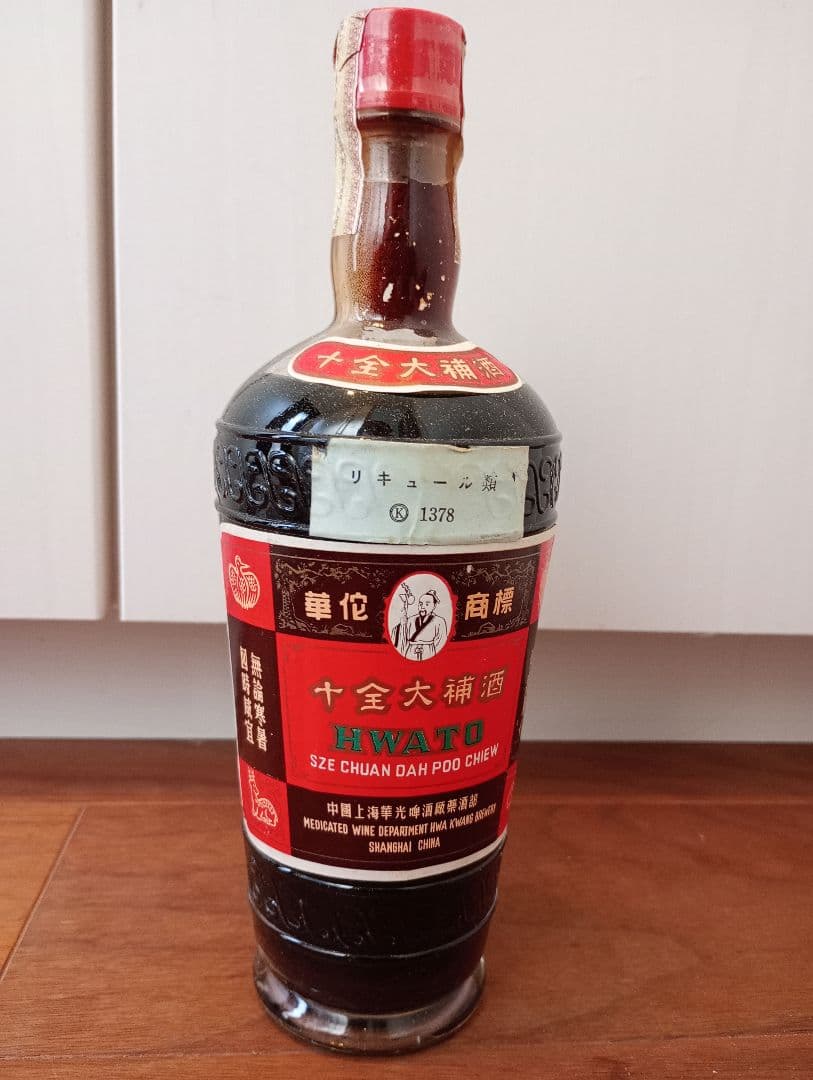 十全大補酒
リキュール類
Ⓚ 1378
華佗 商標
十全大補酒
HWATO
SZE CHUAN DAH POO CHIEW
無論寒暑
四時咸宜
中國上海華光啤酒廠藥酒部
MEDICATED WINE DEPARTMENT HWA KWANG BREWERY
SHANGHAI CHINA